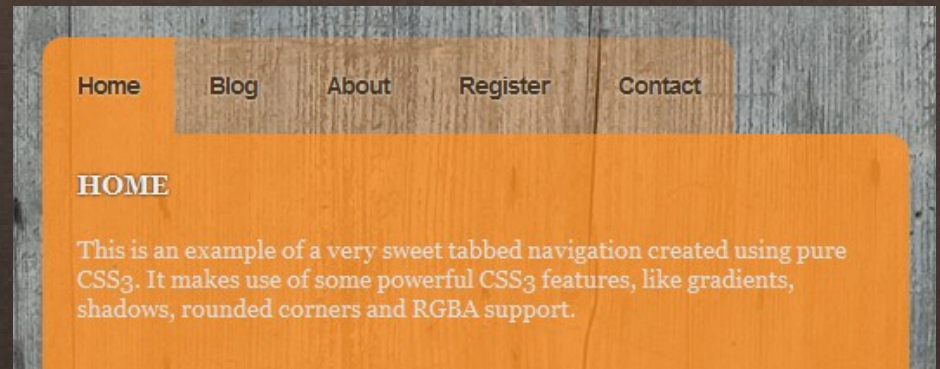 Home Blog About Register Contact
HOME
This is an example of a very sweet tabbed navigation created using pure
CSS3. It makes use of some powerful CSS3 features, like gradients,
shadows, rounded corners and RGBA support.